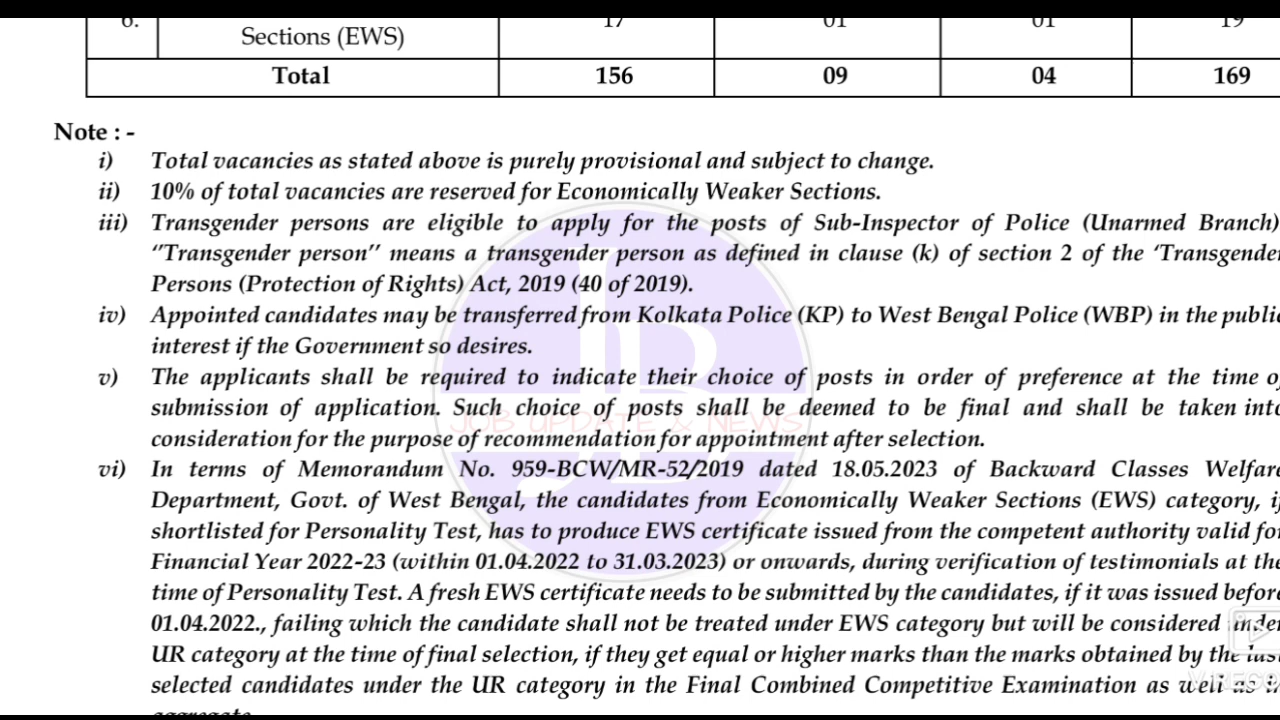 6. 17 01 01 19
Sections (EWS)
Total 156 09 04 169
Note : -
i) Total vacancies as stated above is purely provisional and subject to change.
ii) 10% of total vacancies are reserved for Economically Weaker Sections.
iii) Transgender persons are eligible to apply for the posts of Sub-Inspector of Police (Unarmed Branch)
“Transgender person” means a transgender person as defined in clause (k) of section 2 of the ‘Transgender
Persons (Protection of Rights) Act, 2019 (40 of 2019).
iv) Appointed candidates may be transferred from Kolkata Police (KP) to West Bengal Police (WBP) in the public
interest if the Government so desires.
v) The applicants shall be required to indicate their choice of posts in order of preference at the time of
submission of application. Such choice of posts shall be deemed to be final and shall be taken into
consideration for the purpose of recommendation for appointment after selection.
vi) In terms of Memorandum No. 959-BCW/MR-52/2019 dated 18.05.2023 of Backward Classes Welfare
Department, Govt. of West Bengal, the candidates from Economically Weaker Sections (EWS) category, if
shortlisted for Personality Test, has to produce EWS certificate issued from the competent authority valid for
Financial Year 2022-23 (within 01.04.2022 to 31.03.2023) or onwards, during verification of testimonials at the
time of Personality Test. A fresh EWS certificate needs to be submitted by the candidates, if it was issued before
01.04.2022., failing which the candidate shall not be treated under EWS category but will be considered under
UR category at the time of final selection, if they get equal or higher marks than the marks obtained by the last
selected candidates under the UR category in the Final Combined Competitive Examination as well as in
aggregate.
JB
JOB UPDATE & NEWS